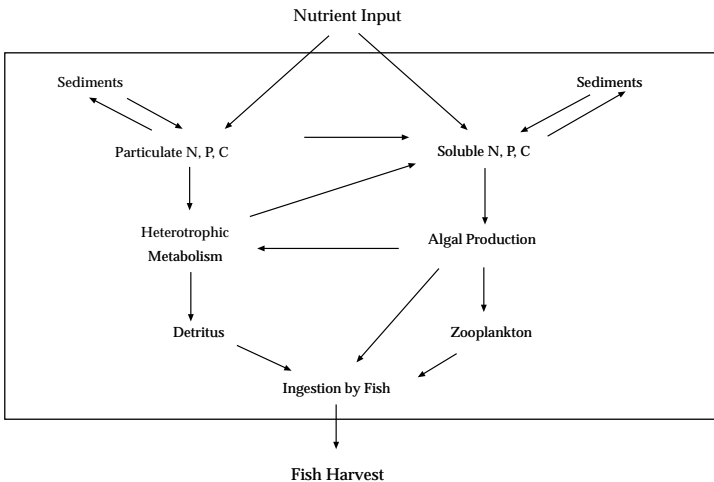 Nutrient Input
Sediments
Sediments
Particulate N, P, C
Soluble N, P, C
Heterotrophic
Metabolism
Algal Production
Detritus
Zooplankton
Ingestion by Fish
Fish Harvest